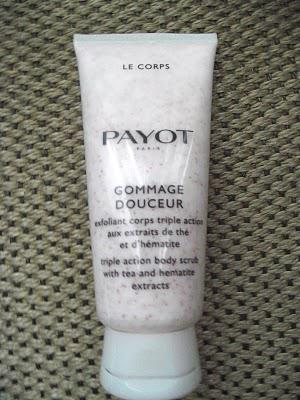 LE CORPS
PAYOT
PARIS
GOMMAGE
DOUCEUR
exfoliant corps triple action
aux extraits de thé
et d'hématite
triple action body scrub
with tea and hematite
extracts